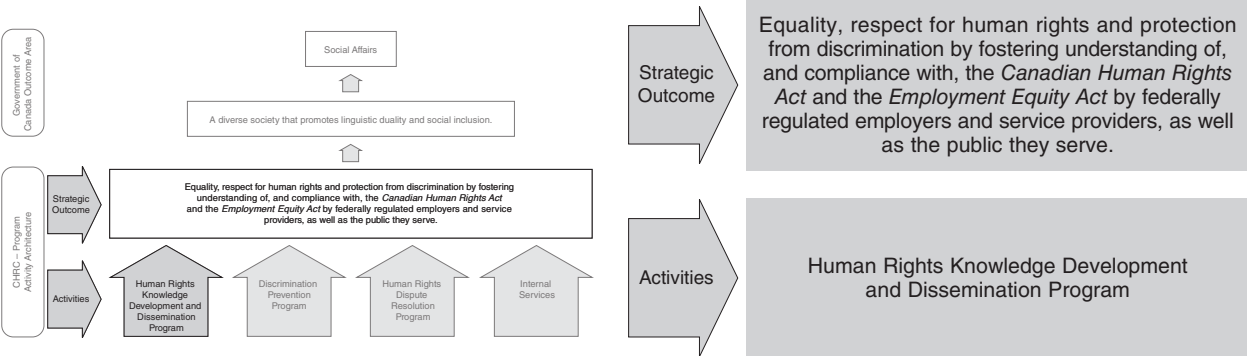 Government of
Canada Outcome Area
Social Affairs
A diverse society that promotes linguistic duality and social inclusion.
CHRC – Program
Activity Architecture
Strategic
Outcome
Equality, respect for human rights and protection from discrimination by fostering
understanding of, and compliance with, the Canadian Human Rights Act
and the Employment Equity Act by federally regulated employers and service
providers, as well as the public they serve.
Activities
Human Rights
Knowledge
Development and
Dissemination
Program
Discrimination
Prevention
Program
Human Rights
Dispute
Resolution
Program
Internal
Services
Strategic
Outcome
Equality, respect for human rights and protection
from discrimination by fostering understanding of,
and compliance with, the Canadian Human Rights
Act and the Employment Equity Act by federally
regulated employers and service providers, as well
as the public they serve.
Activities
Human Rights Knowledge Development
and Dissemination Program